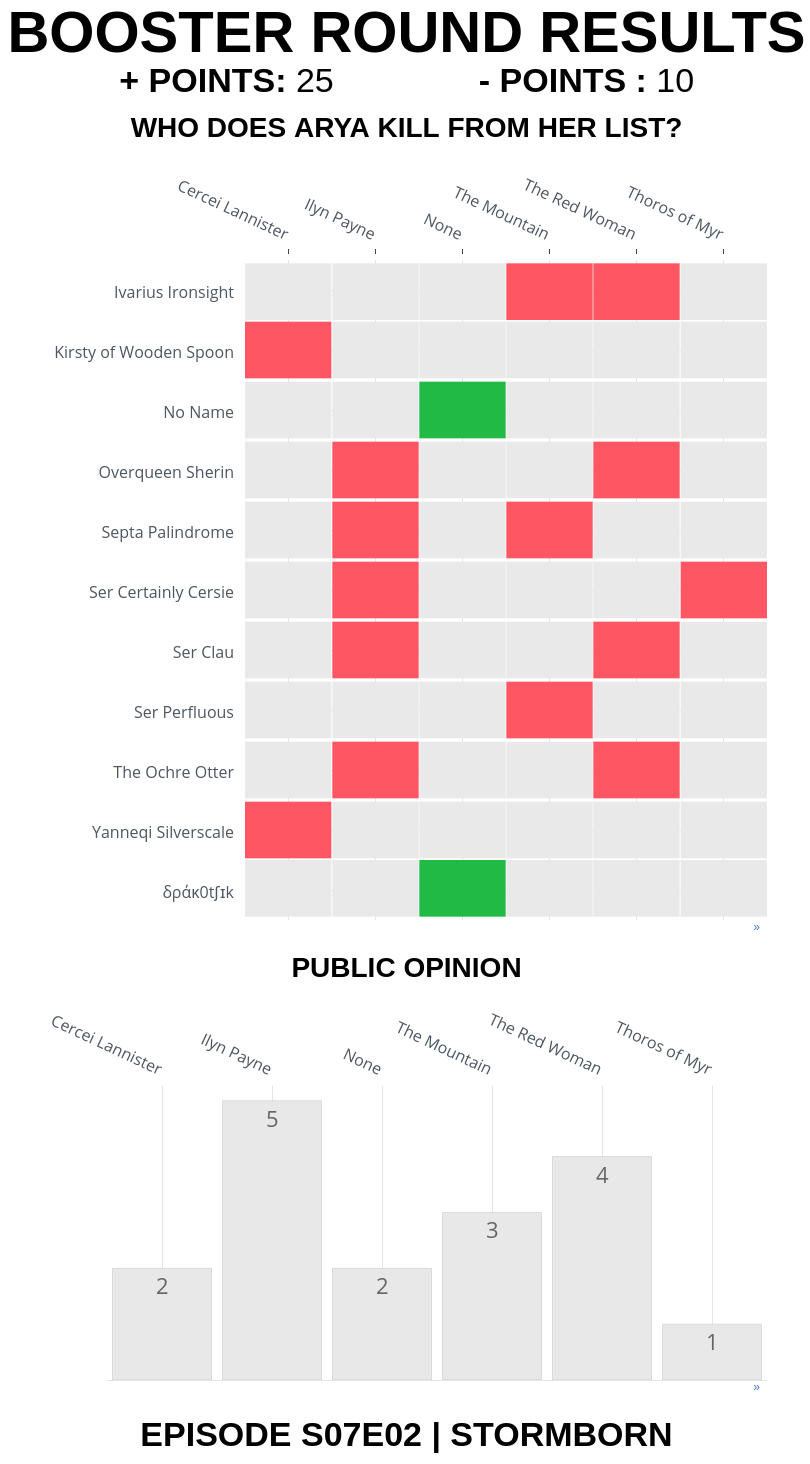 BOOSTER ROUND RESULTS
+ POINTS: 25 - POINTS : 10
WHO DOES ARYA KILL FROM HER LIST?
Cercei Lannister Ilyn Payne None The Mountain The Red Woman Thoros of Myr
Ivarius Ironsight
Kirsty of Wooden Spoon
No Name
Overqueen Sherin
Septa Palindrome
Ser Certainly Cersie
Ser Clau
Ser Perfluous
The Ochre Otter
Yanneqi Silverscale
δράκ0tʃɪk
»
PUBLIC OPINION
Cercei Lannister Ilyn Payne None The Mountain The Red Woman Thoros of Myr
2 5 2 3 4 1
»
EPISODE S07E02 | STORMBORN